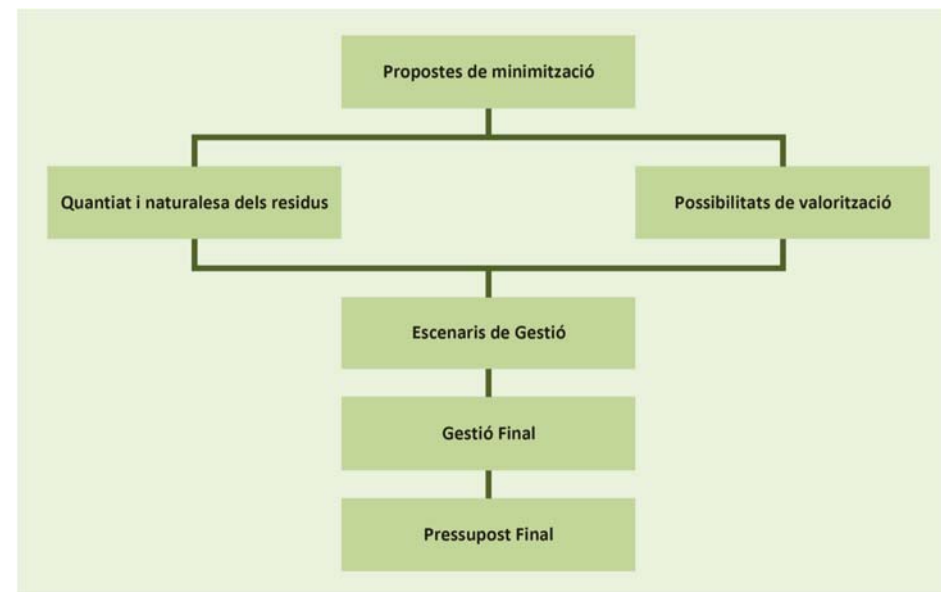 Propostes de minimització
Quantiat i naturalesa dels residus
Possibilitats de valorització
Escenaris de Gestió
Gestió Final
Pressupost Final